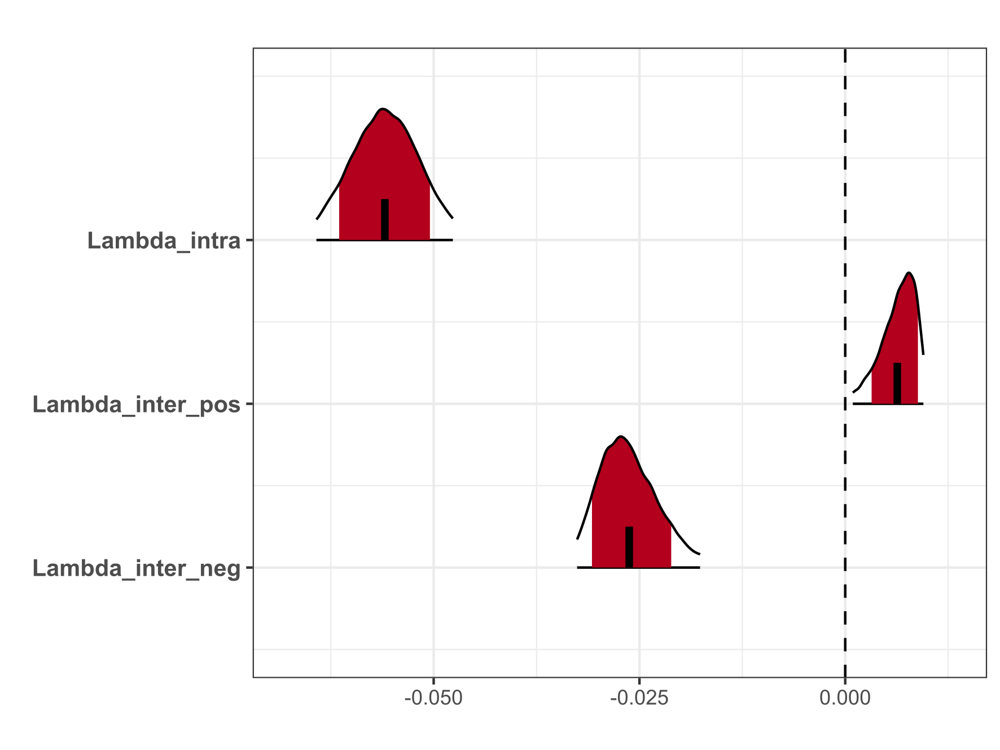 Lambda_intra
Lambda_inter_pos
Lambda_inter_neg
-0.050 -0.025 0.000